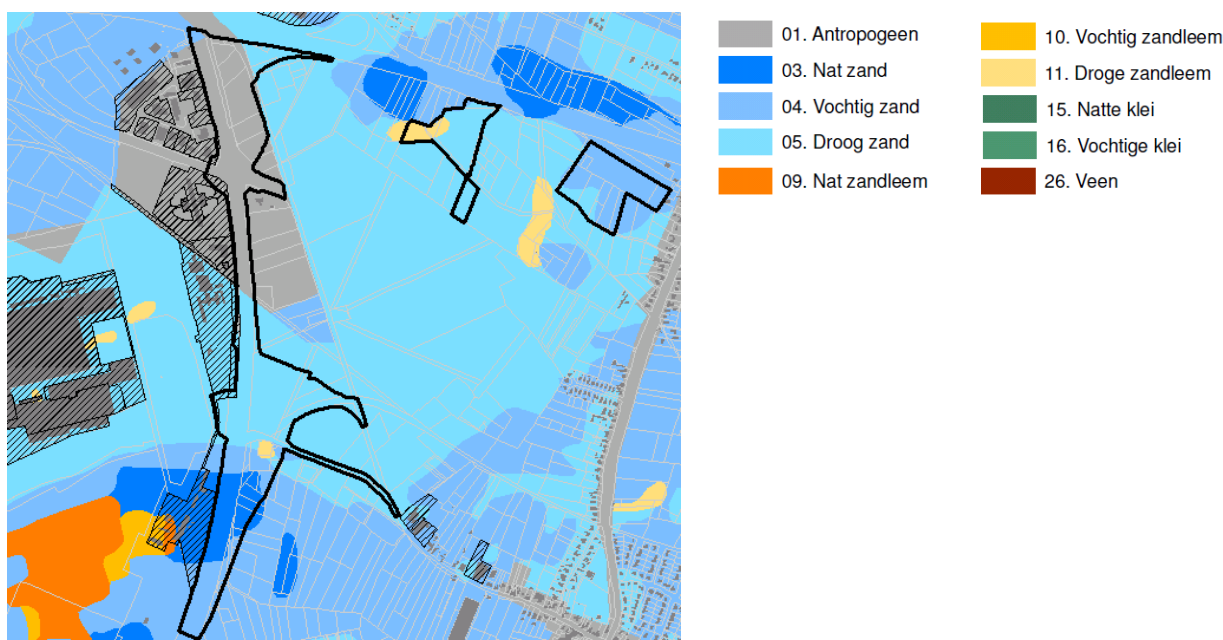 01. Antropogeen
03. Nat zand
04. Vochtig zand
05. Droog zand
09. Nat zandleem
10. Vochtig zandleem
11. Droge zandleem
15. Natte klei
16. Vochtige klei
26. Veen